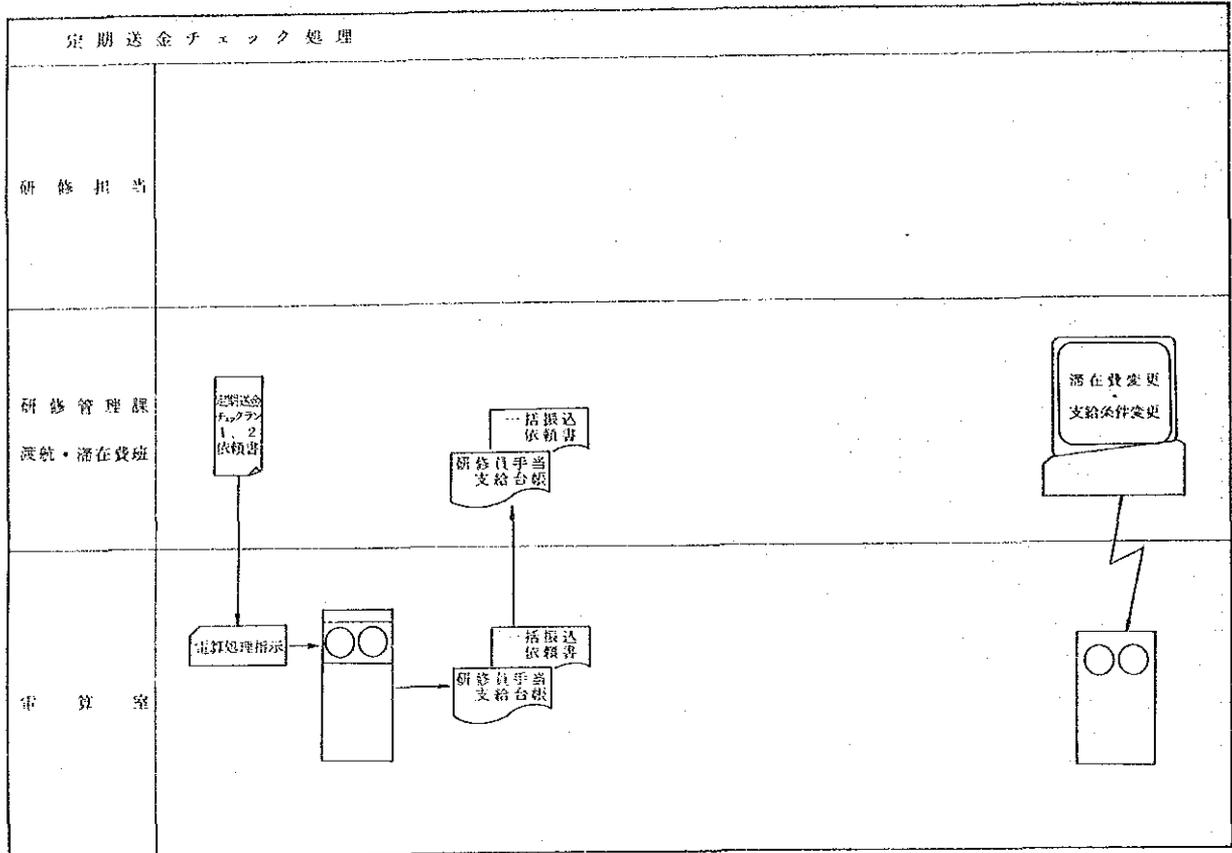 定期送金チェック処理
研修担当
研修管理課
渡航・滞在費班
定期送金
チェックラン
1、2
依頼書
一括振込
依頼書
研修員手当
支給台帳
滞在費変更
・
支給条件変更
電算室
電算処理指示
一括振込
依頼書
研修員手当
支給台帳